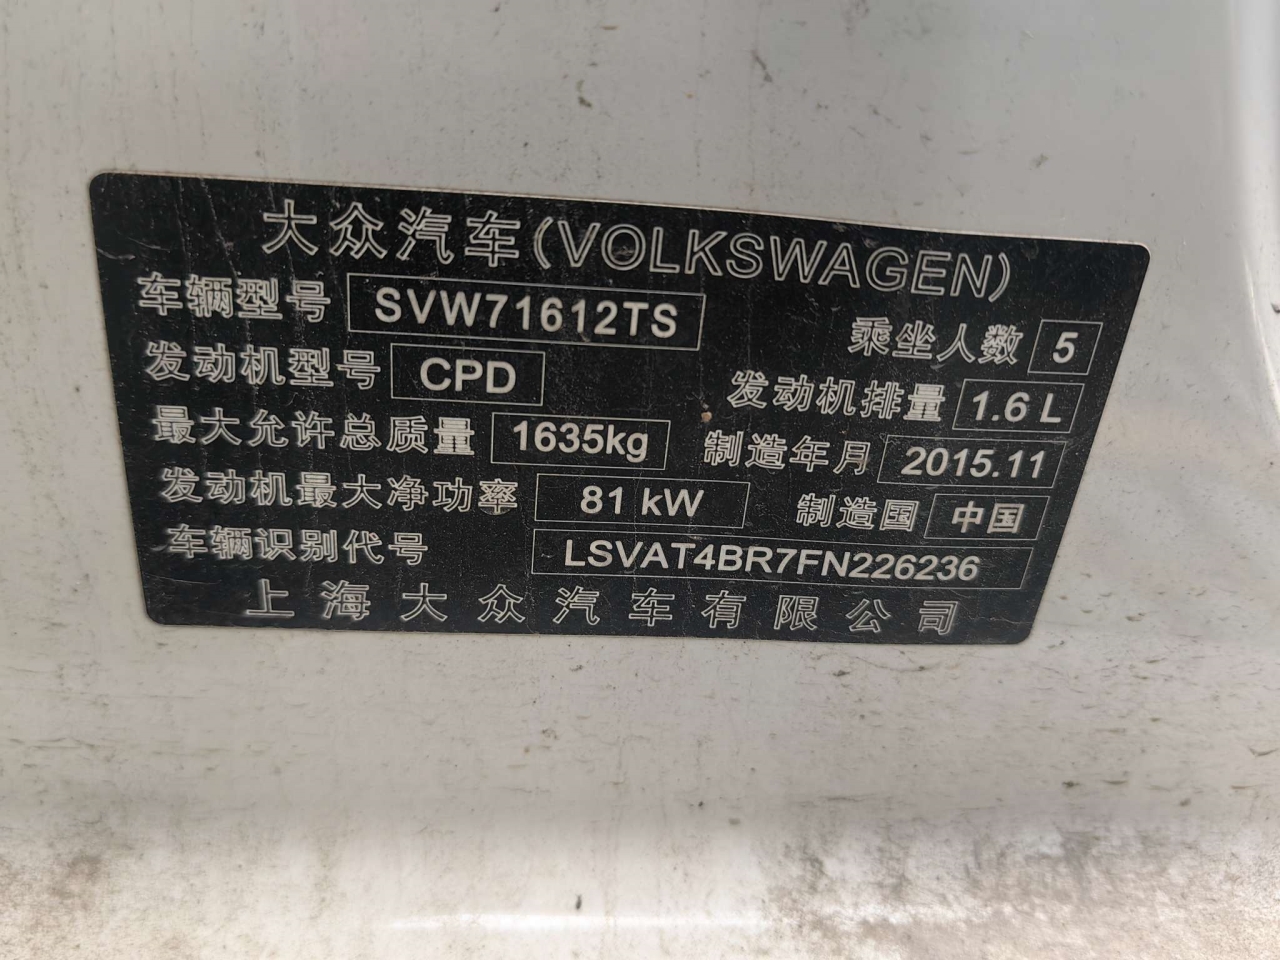 大众汽车(VOLKSWAGEN)
车辆型号 SVW71612TS 乘坐人数 5
发动机型号 CPD 发动机排量 1.6 L
最大允许总质量 1635kg 制造年月 2015.11
发动机最大净功率 81 kW 制造国 中国
车辆识别代号 LSVAT4BR7FN226236
上海大众汽车有限公司